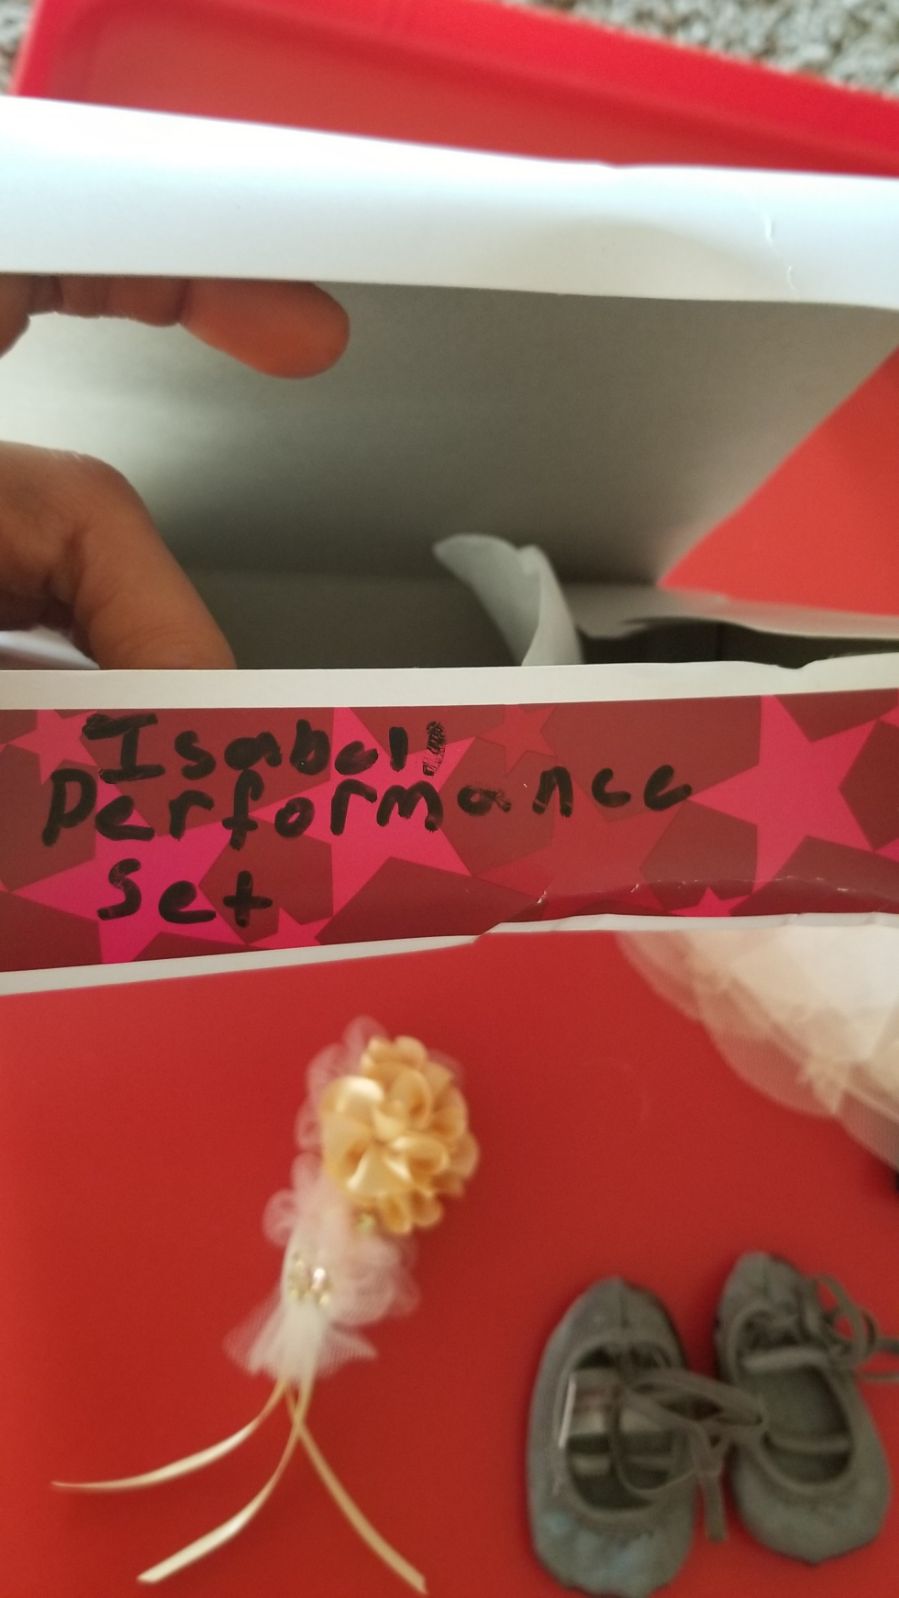 Isabel
Performance
Set